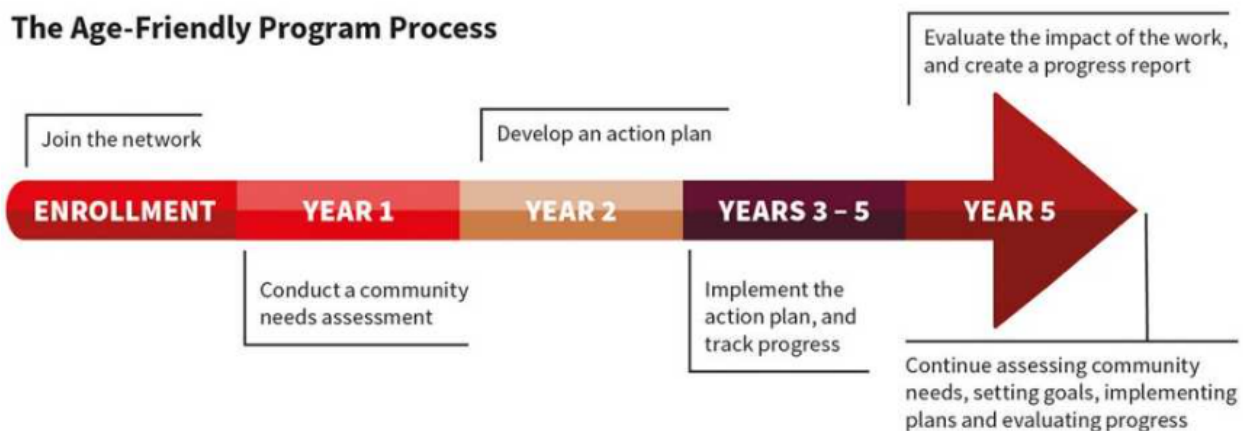 The Age-Friendly Program Process
Evaluate the impact of the work,
and create a progress report
Join the network
Develop an action plan
ENROLLMENT
YEAR 1
YEAR 2
YEARS 3 – 5
YEAR 5
Conduct a community
needs assessment
Implement the
action plan, and
track progress
Continue assessing community
needs, setting goals, implementing
plans and evaluating progress